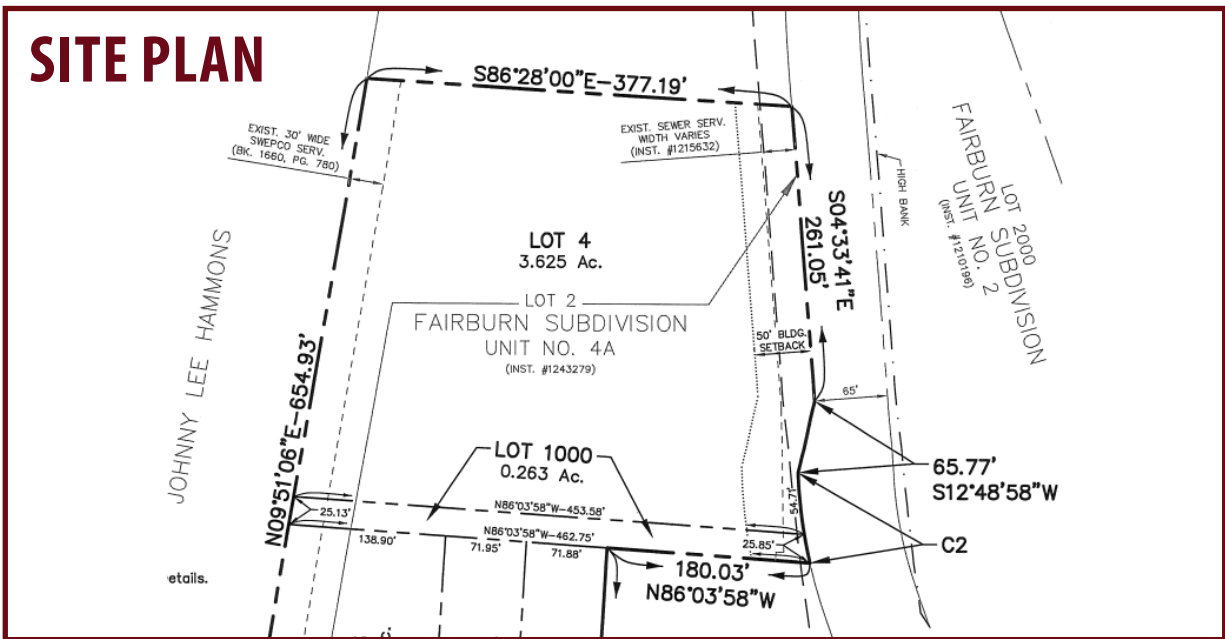 SITE PLAN
S86°28'00"E-377.19'
EXIST. 30' WIDE
SWEPCO SERV.
(BK. 1660, PG. 780)
EXIST. SEWER SERV.
WIDTH VARIES
(INST. #1215632)
HIGH BANK
LOT 2000
FAIRBURN SUBDIVISION
UNIT NO. 2
(INST. #1210196)
S04°33'41"E
261.05'
LOT 4
3.625 Ac.
LOT 2
FAIRBURN SUBDIVISION
UNIT NO. 4A
(INST. #1243279)
50' BLDG.
SETBACK
65'
JOHNNY LEE HAMMONS
N09°51'06"E-654.93'
LOT 1000
0.263 Ac.
65.77'
S12°48'58"W
54.71'
N86°03'58"W-453.58'
25.13'
N86°03'58"W-462.75'
138.90'
71.95'
71.88'
25.85'
C2
180.03'
N86°03'58"W
etails.